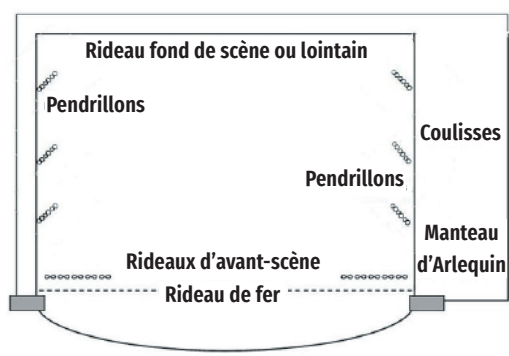 Rideau fond de scène ou lointain
Pendrillons
Coulisses
Pendrillons
Manteau
d'Arlequin
Rideaux d'avant-scène
Rideau de fer